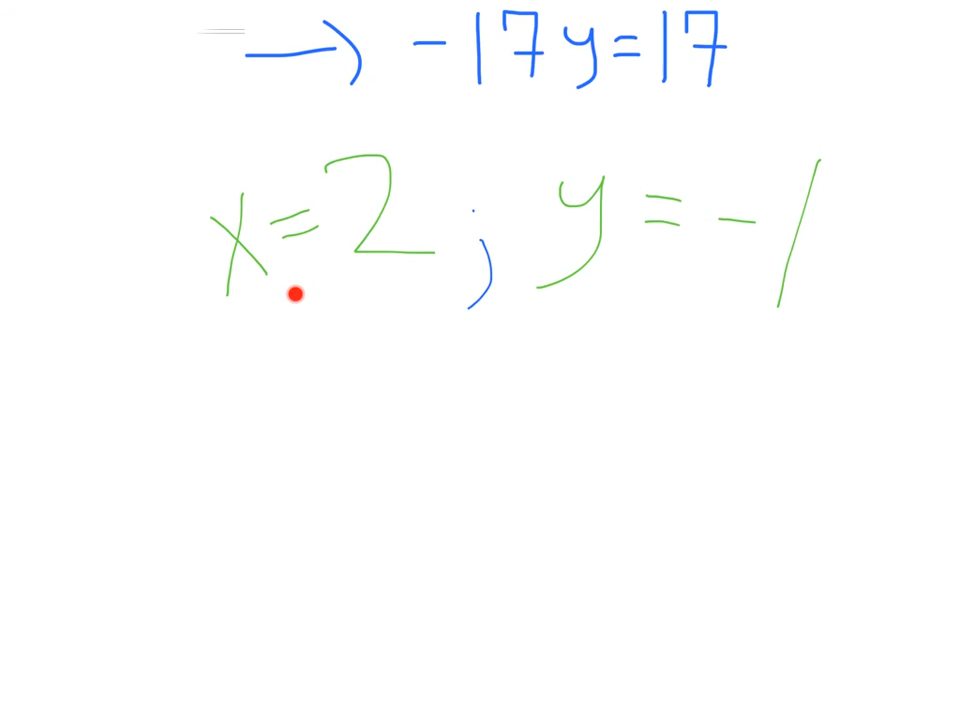 → -17y=17
x=2 ; y=-1